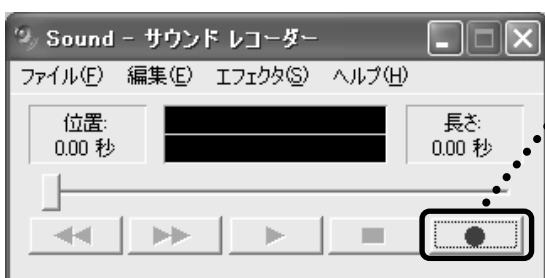 Sound - サウンド レコーダー
ファイル(F) 編集(E) エフェクタ(S) ヘルプ(H)
位置:
0.00 秒
長さ:
0.00 秒